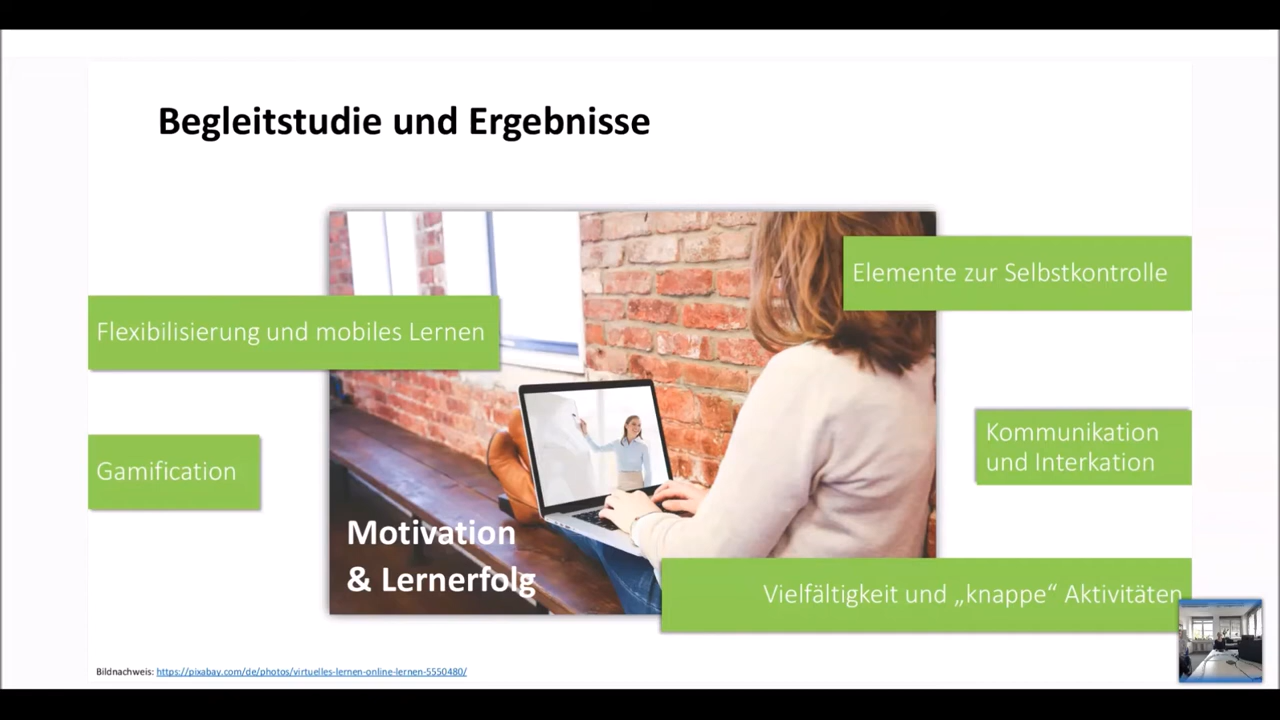 Begleitstudie und Ergebnisse
Elemente zur Selbstkontrolle
Flexibilisierung und mobiles Lernen
Kommunikation
und Interkation
Gamification
Motivation
& Lernerfolg
Vielfältigkeit und „knappe“ Aktivitäten
Bildnachweis: https://pixabay.com/de/photos/virtuelles-lernen-online-lernen-5550480/